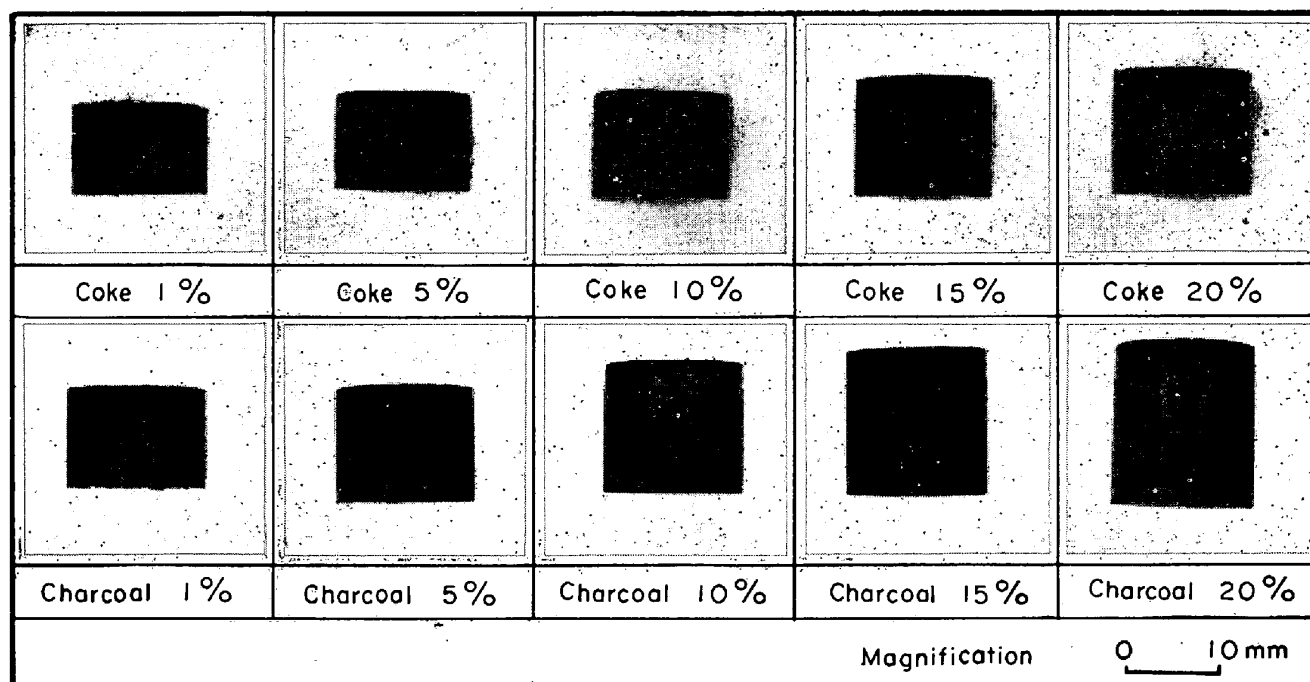 Coke 1%
Coke 5%
Coke 10%
Coke 15%
Coke 20%
Charcoal 1%
Charcoal 5%
Charcoal 10%
Charcoal 15%
Charcoal 20%
Magnification 0 10mm